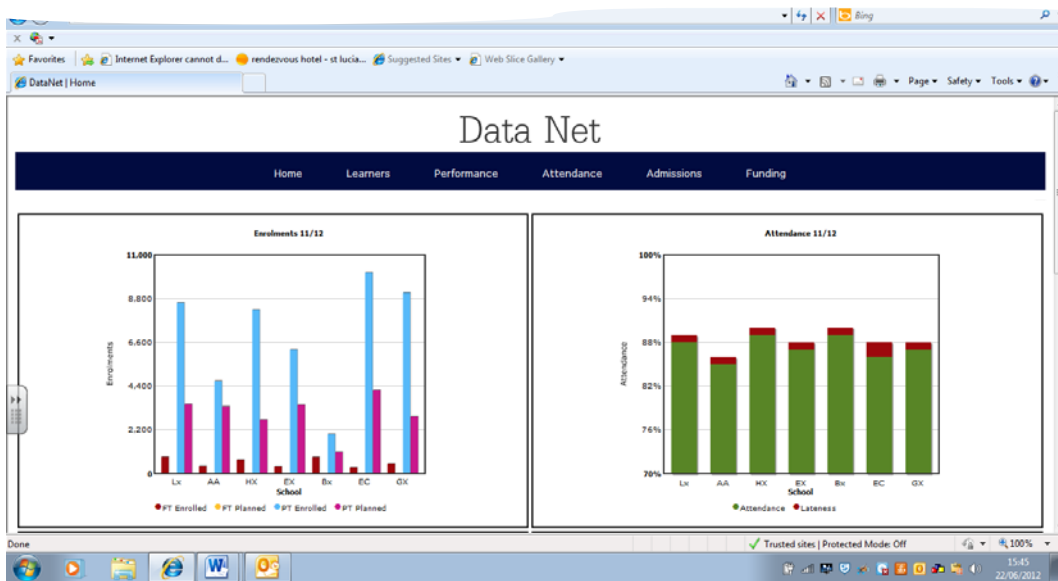 Bing
Favorites Internet Explorer cannot d... rendezvous hotel - st lucia... Suggested Sites Web Slice Gallery
DataNet | Home Page Safety Tools
Data Net
Home Learners Performance Attendance Admissions Funding
Enrolments 11/12
11,000
8,800
6,600
4,400
2,200
0
Enrolments
Lx AA HX EX Bx EC GX
School
FT Enrolled FT Planned PT Enrolled PT Planned
Attendance 11/12
100%
94%
88%
82%
76%
70%
Attendance
Lx AA HX EX Bx EC GX
School
Attendance Lateness
Done Trusted sites | Protected Mode: Off 100%
15:45
22/06/2012